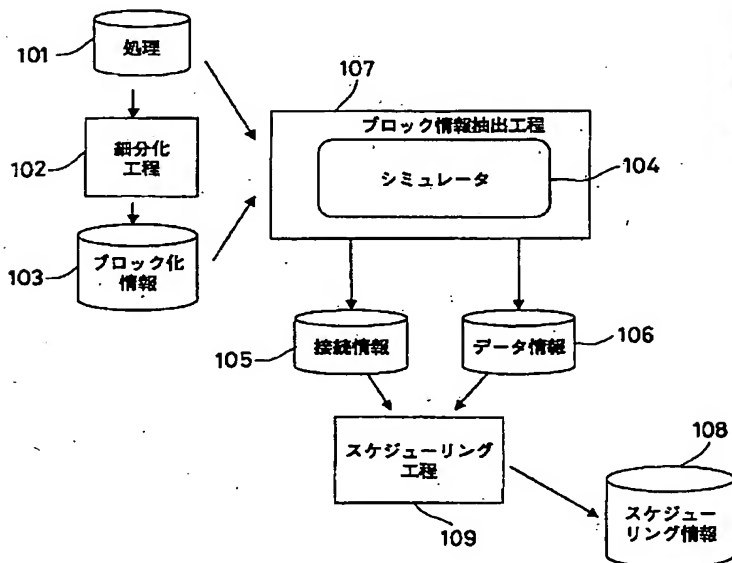 101
処理
107
ブロック情報抽出工程
102
細分化
工程
シミュレータ
104
103
ブロック化
情報
105
接続情報
データ情報
106
スケジューリング
工程
109
108
スケジュー
リング情報